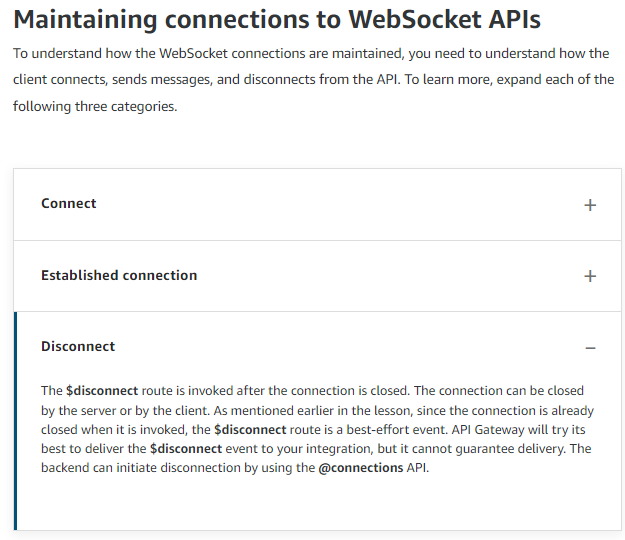 Maintaining connections to WebSocket APIs
To understand how the WebSocket connections are maintained, you need to understand how the
client connects, sends messages, and disconnects from the API. To learn more, expand each of the
following three categories.
Connect
Established connection
Disconnect
The $disconnect route is invoked after the connection is closed. The connection can be closed
by the server or by the client. As mentioned earlier in the lesson, since the connection is already
closed when it is invoked, the $disconnect route is a best-effort event. API Gateway will try its
best to deliver the $disconnect event to your integration, but it cannot guarantee delivery. The
backend can initiate disconnection by using the @connections API.